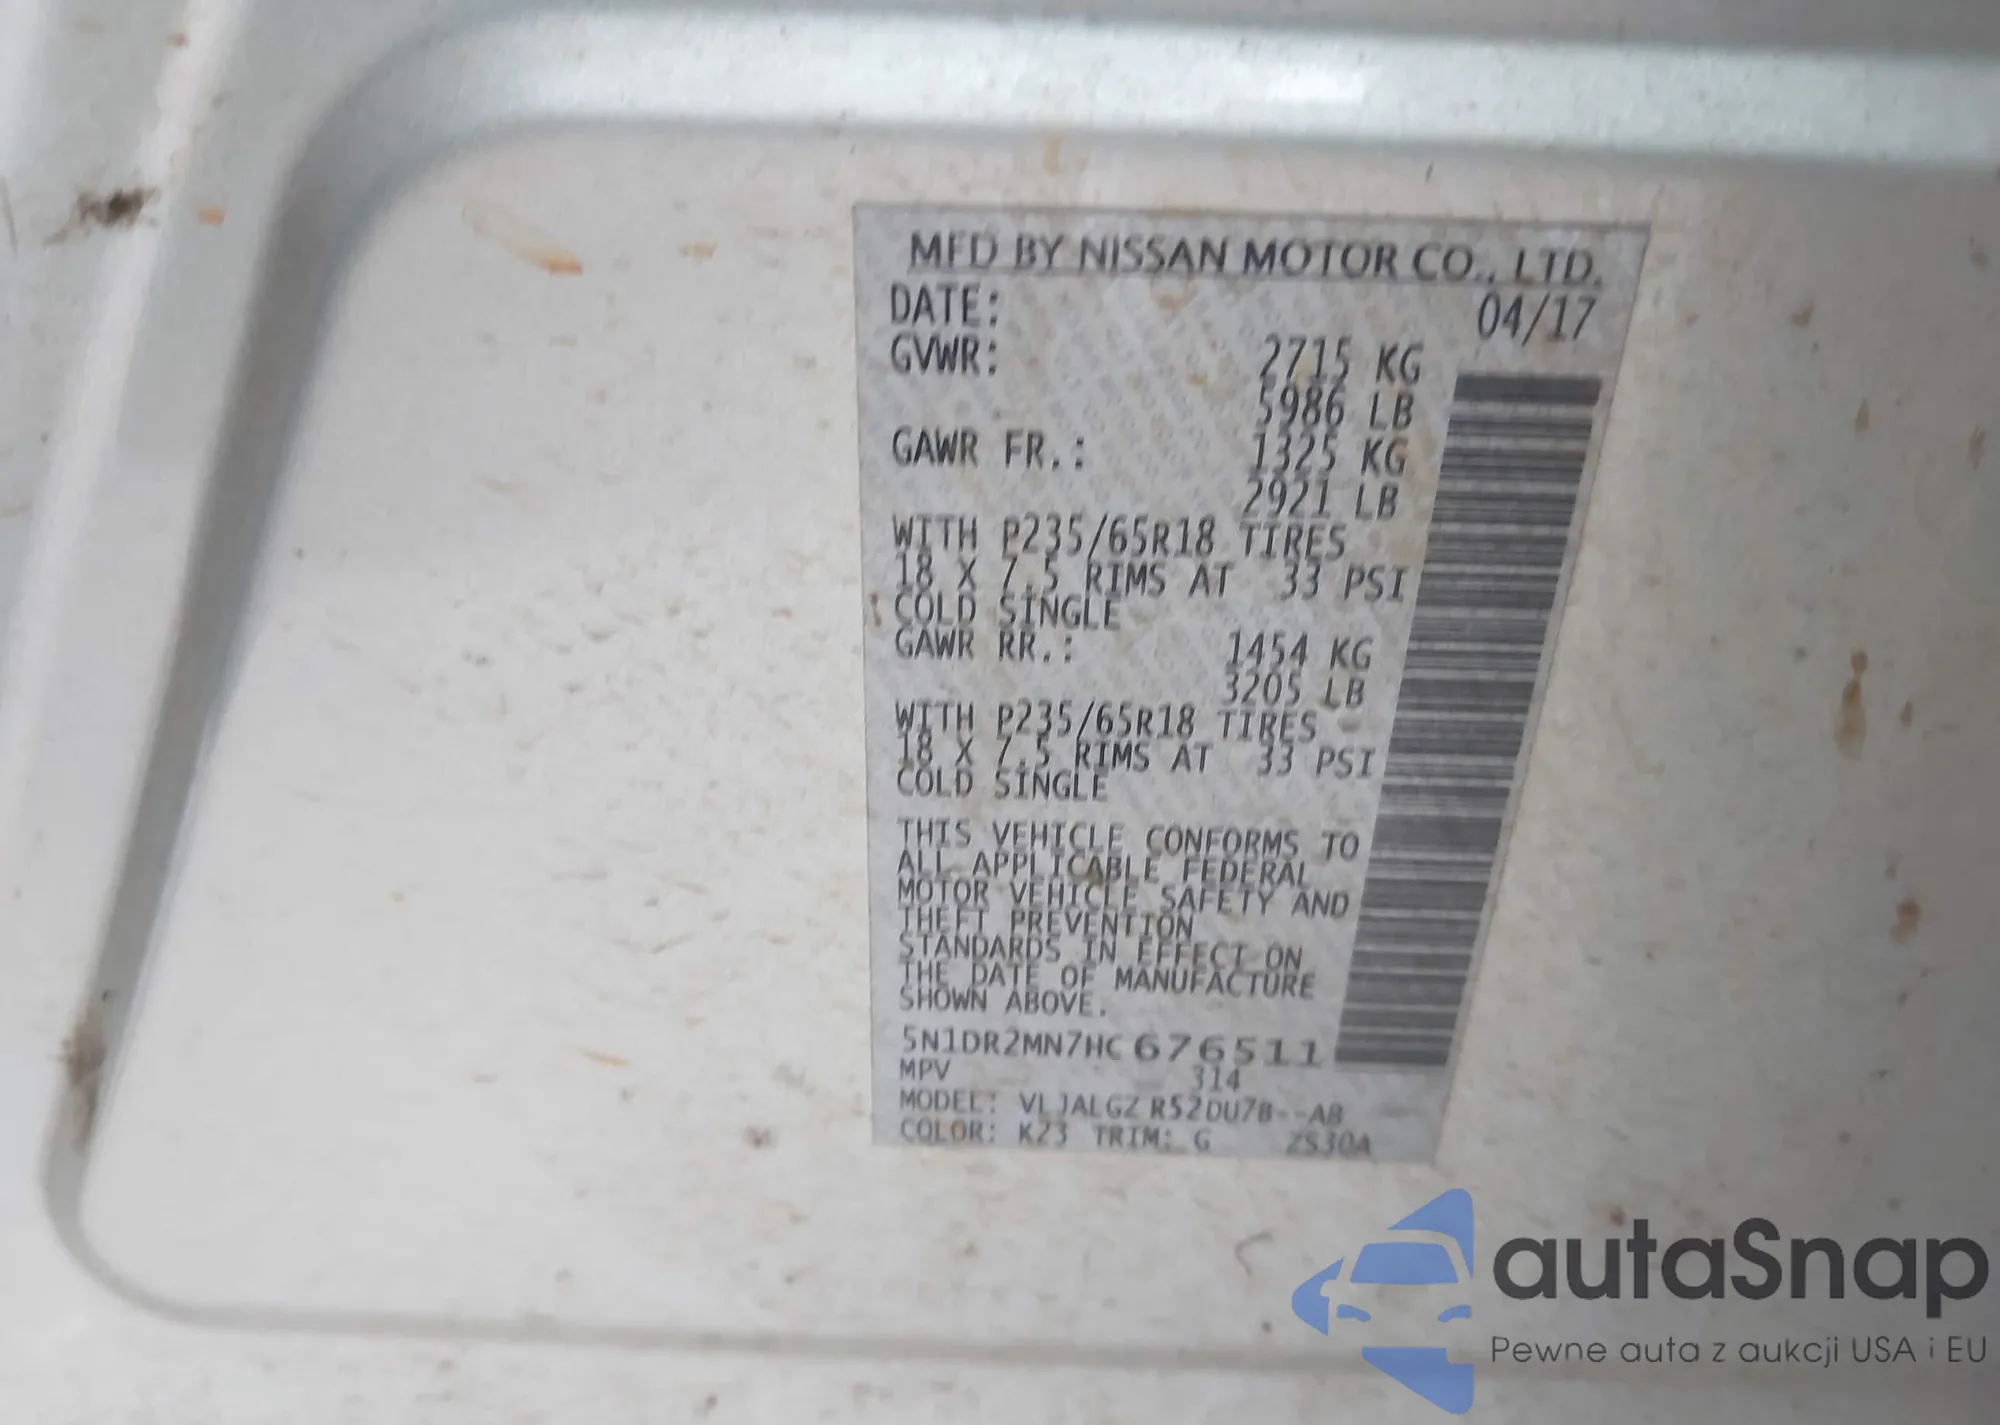 MFD BY NISSAN MOTOR CO., LTD.
DATE: 04/17
GVWR: 2715 KG
5986 LB
GAWR FR.: 1325 KG
2921 LB
WITH P235/65R18 TIRES
18 X 7.5 RIMS AT 33 PSI
COLD SINGLE
GAWR RR.: 1454 KG
3205 LB
WITH P235/65R18 TIRES
18 X 7.5 RIMS AT 33 PSI
COLD SINGLE
THIS VEHICLE CONFORMS TO
ALL APPLICABLE FEDERAL
MOTOR VEHICLE SAFETY AND
THEFT PREVENTION
STANDARDS IN EFFECT ON
THE DATE OF MANUFACTURE
SHOWN ABOVE.
5N1DR2MN7HC676511
MPV 314
MODEL: VLJALGZ R52DU7B--AB
COLOR: K23 TRIM: G ZS30A
autaSnap
Pewne auta z aukcji USA i EU